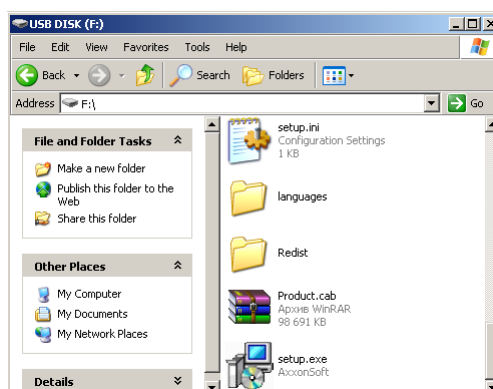 USB DISK (F:)
File Edit View Favorites Tools Help
Back Search Folders
Address F:\ Go
File and Folder Tasks
Make a new folder
Publish this folder to the
Web
Share this folder
Other Places
My Computer
My Documents
My Network Places
Details
setup.ini
Configuration Settings
1 KB
languages
Redist
Product.cab
Архив WinRAR
98 691 KB
setup.exe
AxxonSoft